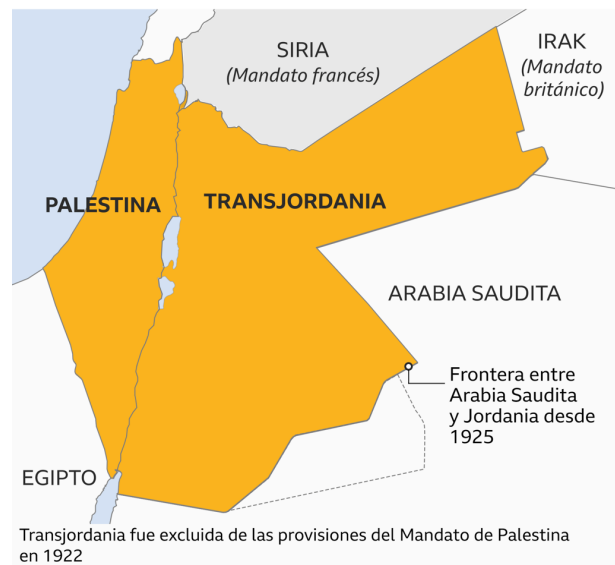 SIRIA
(Mandato francés)
IRAK
(Mandato
británico)
PALESTINA
TRANSJORDANIA
ARABIA SAUDITA
Frontera entre
Arabia Saudita
y Jordania desde
1925
EGIPTO
Transjordania fue excluida de las provisiones del Mandato de Palestina
en 1922